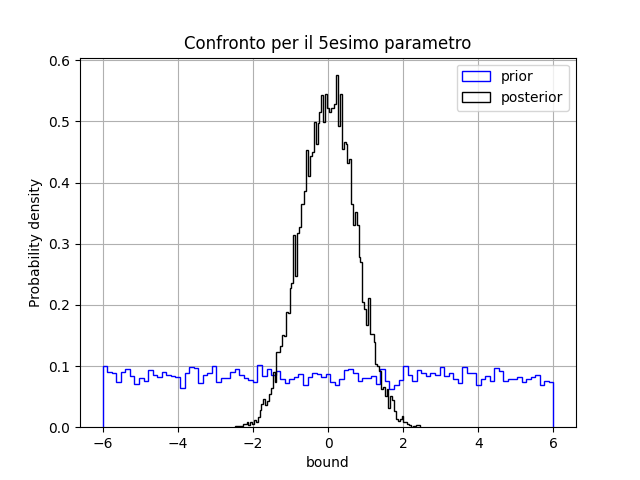 Confronto per il 5esimo parametro
prior
posterior
0.6
0.5
0.4
0.3
0.2
0.1
0.0
Probability density
−6 −4 −2 0 2 4 6
bound